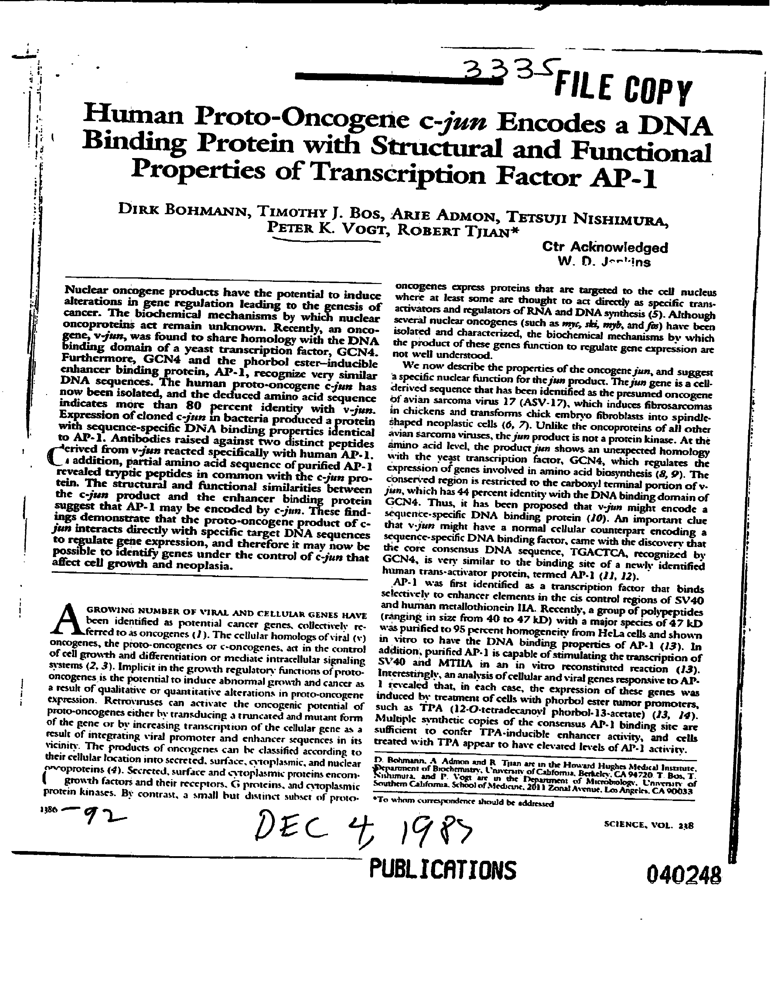 3335
FILE COPY
Human Proto-Oncogene c-jun Encodes a DNA
Binding Protein with Structural and Functional
Properties of Transcription Factor AP-1
DIRK BOHMANN, TIMOTHY J. BOS, ARIE ADMON, TETSUJI NISHIMURA,
PETER K. VOGT, ROBERT TJIAN*
Ctr Acknowledged
W. D.
Nuclear oncogene products have the potential to induce
alterations in gene regulation leading to the genesis of
cancer. The biochemical mechanisms by which nuclear
oncoproteins act remain unknown. Recently, an onco-
gene, v-jun, was found to share homology with the DNA
binding domain of a yeast transcription factor, GCN4.
Furthermore, GCN4 and the phorbol ester–inducible
enhancer binding protein, AP-1, recognize very similar
DNA sequences. The human proto-oncogene c-jun has
now been isolated, and the deduced amino acid sequence
indicates more than 80 percent identity with v-jun.
Expression of cloned c-jun in bacteria produced a protein
with sequence-specific DNA binding properties identical
to AP-1. Antibodies raised against two distinct peptides
derived from v-jun reacted specifically with human AP-1.
addition, partial amino acid sequence of purified AP-1
revealed tryptic peptides in common with the c-jun pro-
tein. The structural and functional similarities between
the c-jun product and the enhancer binding protein
suggest that AP-1 may be encoded by c-jun. These find-
ings demonstrate that the proto-oncogene product of c-
jun interacts directly with specific target DNA sequences
to regulate gene expression, and therefore it may now be
possible to identify genes under the control of c-jun that
affect cell growth and neoplasia.
A GROWING NUMBER OF VIRAL AND CELLULAR GENES HAVE
been identified as potential cancer genes, collectively re-
ferred to as oncogenes (1). The cellular homologs of viral (v)
oncogenes, the proto-oncogenes or c-oncogenes, act in the control
of cell growth and differentiation or mediate intracellular signaling
systems (2, 3). Implicit in the growth regulatory functions of proto-
oncogenes is the potential to induce abnormal growth and cancer as
a result of qualitative or quantitative alterations in proto-oncogene
expression. Retroviruses can activate the oncogenic potential of
proto-oncogenes either by transducing a truncated and mutant form
of the gene or by increasing transcription of the cellular gene as a
result of integrating viral promoter and enhancer sequences in its
vicinity. The products of oncogenes can be classified according to
their cellular location into secreted, surface, cytoplasmic, and nuclear
oncoproteins (4). Secreted, surface and cytoplasmic proteins encom-
growth factors and their receptors, G proteins, and cytoplasmic
protein kinases. By contrast, a small but distinct subset of proto-
oncogenes express proteins that are targeted to the cell nucleus
where at least some are thought to act directly as specific trans-
activators and regulators of RNA and DNA synthesis (5). Although
several nuclear oncogenes (such as myc, ski, myb, and fos) have been
isolated and characterized, the biochemical mechanisms by which
the product of these genes function to regulate gene expression are
not well understood.
We now describe the properties of the oncogene jun, and suggest
a specific nuclear function for the jun product. The jun gene is a cell-
derived sequence that has been identified as the presumed oncogene
of avian sarcoma virus 17 (ASV-17), which induces fibrosarcomas
in chickens and transforms chick embryo fibroblasts into spindle-
shaped neoplastic cells (6, 7). Unlike the oncoproteins of all other
avian sarcoma viruses, the jun product is not a protein kinase. At the
amino acid level, the product jun shows an unexpected homology
with the yeast transcription factor, GCN4, which regulates the
expression of genes involved in amino acid biosynthesis (8, 9). The
conserved region is restricted to the carboxyl terminal portion of v-
jun, which has 44 percent identity with the DNA binding domain of
GCN4. Thus, it has been proposed that v-jun might encode a
sequence-specific DNA binding protein (10). An important clue
that v-jun might have a normal cellular counterpart encoding a
sequence-specific DNA binding factor, came with the discovery that
the core consensus DNA sequence, TGACTCA, recognized by
GCN4, is very similar to the binding site of a newly identified
human trans-activator protein, termed AP-1 (11, 12).
AP-1 was first identified as a transcription factor that binds
selectively to enhancer elements in the cis control regions of SV40
and human metallothionein IIA. Recently, a group of polypeptides
(ranging in size from 40 to 47 kD) with a major species of 47 kD
was purified to 95 percent homogeneity from HeLa cells and shown
in vitro to have the DNA binding properties of AP-1 (13). In
addition, purified AP-1 is capable of stimulating the transcription of
SV40 and MTIIA in an in vitro reconstituted reaction (13).
Interestingly, an analysis of cellular and viral genes responsive to AP-
1 revealed that, in each case, the expression of these genes was
induced by treatment of cells with phorbol ester tumor promoters,
such as TPA (12-O-tetradecanoyl phorbol-13-acetate) (13, 14).
Multiple synthetic copies of the consensus AP-1 binding site are
sufficient to confer TPA-inducible enhancer activity, and cells
treated with TPA appear to have elevated levels of AP-1 activity.
D. Bohmann, A. Admon and R. Tjian are in the Howard Hughes Medical Institute,
Department of Biochemistry, University of California, Berkeley, CA 94720. T. Bos, T.
Nishimura, and P. Vogt are in the Department of Microbiology, University of
Southern California, School of Medicine, 2011 Zonal Avenue, Los Angeles, CA 90033
*To whom correspondence should be addressed
1386 – 92
DEC 4, 1987
SCIENCE, VOL. 238
PUBLICATIONS
040248